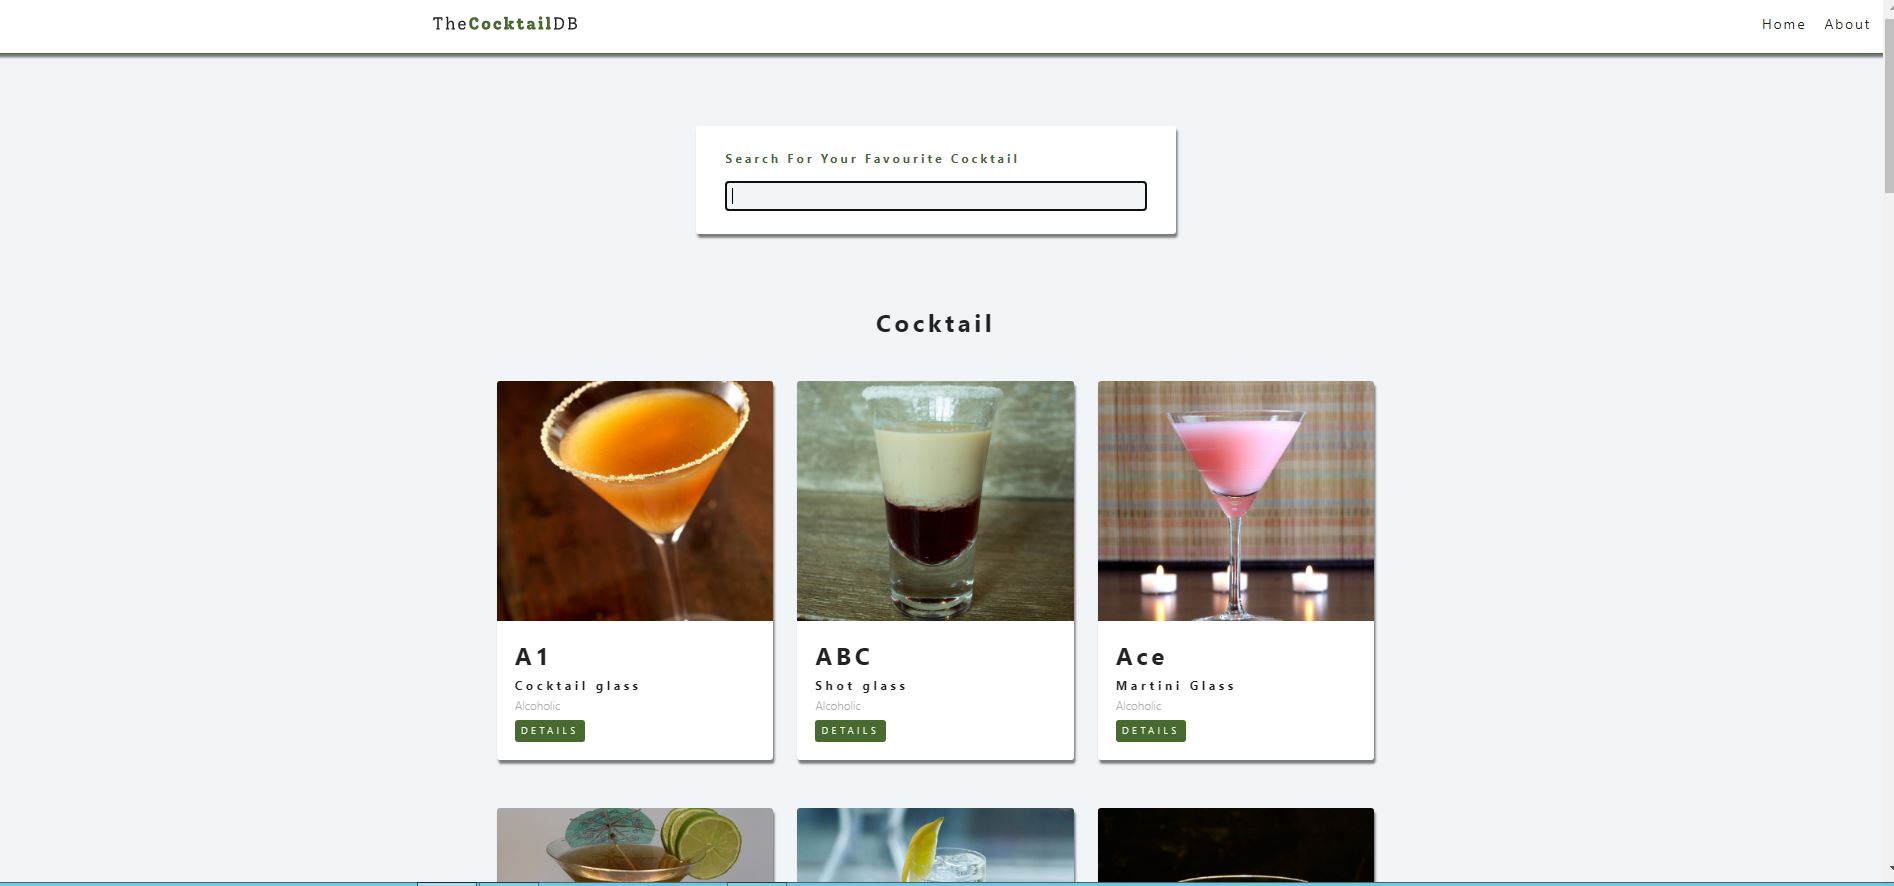 TheCocktailDB
Home About
Search For Your Favourite Cocktail
Cocktail
A1
Cocktail glass
Alcoholic
DETAILS
ABC
Shot glass
Alcoholic
DETAILS
Ace
Martini Glass
Alcoholic
DETAILS